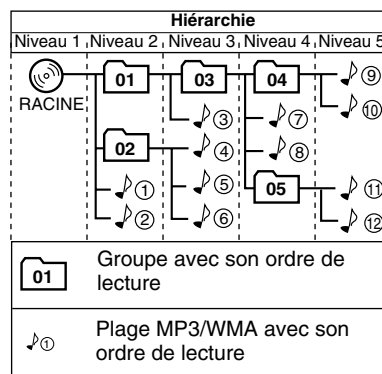 Hiérarchie
Niveau 1 Niveau 2 Niveau 3 Niveau 4 Niveau 5
01 03 04 ⑨
RACINE ⑩
③ ⑦
02 ④ ⑧
① ⑤ 05 ⑪
② ⑥ ⑫
01 Groupe avec son ordre de
lecture
① Plage MP3/WMA avec son
ordre de lecture